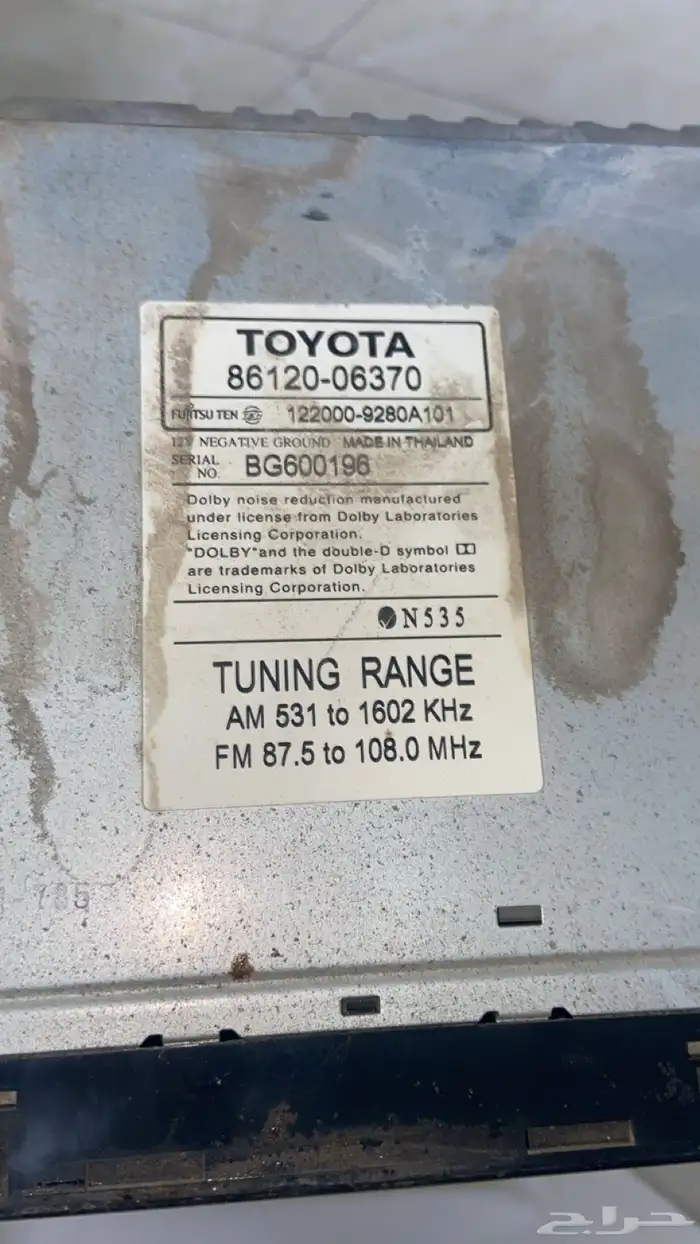 TOYOTA
86120-06370
FUJITSU TEN 122000-9280A101
12V NEGATIVE GROUND MADE IN THAILAND
SERIAL NO. BG600196
Dolby noise reduction manufactured
under license from Dolby Laboratories
Licensing Corporation.
"DOLBY"and the double-D symbol
are trademarks of Dolby Laboratories
Licensing Corporation.
N535
TUNING RANGE
AM 531 to 1602 KHz
FM 87.5 to 108.0 MHz
785
حراج